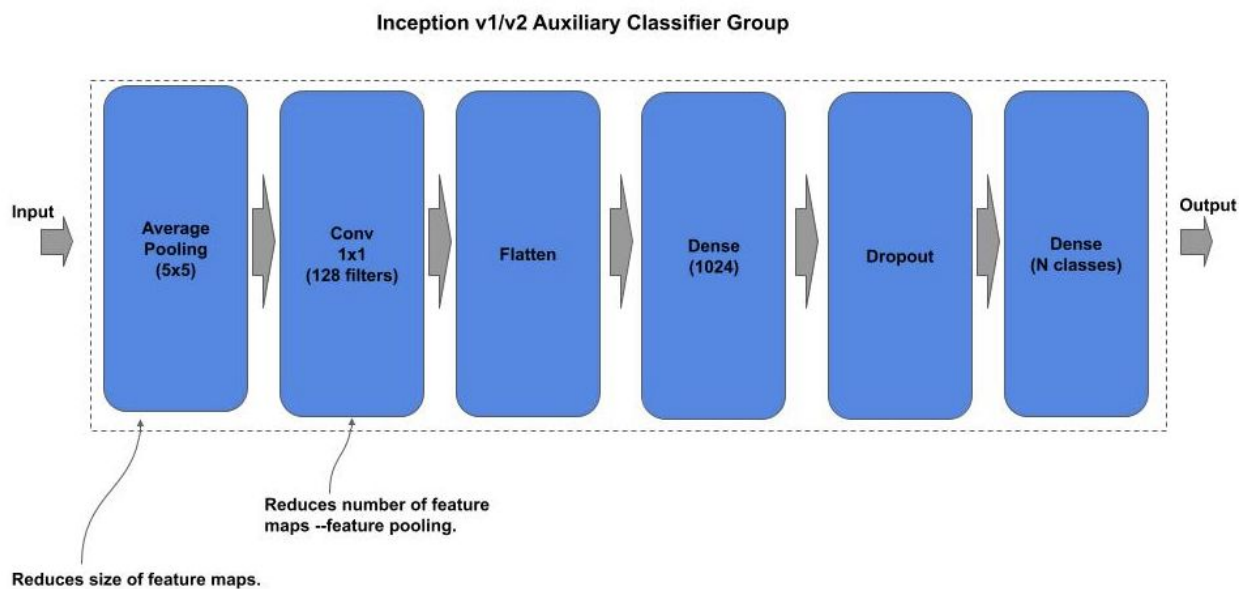 Inception v1/v2 Auxiliary Classifier Group
Input
Average
Pooling
(5x5)
Conv
1x1
(128 filters)
Flatten
Dense
(1024)
Dropout
Dense
(N classes)
Output
Reduces number of feature
maps --feature pooling.
Reduces size of feature maps.